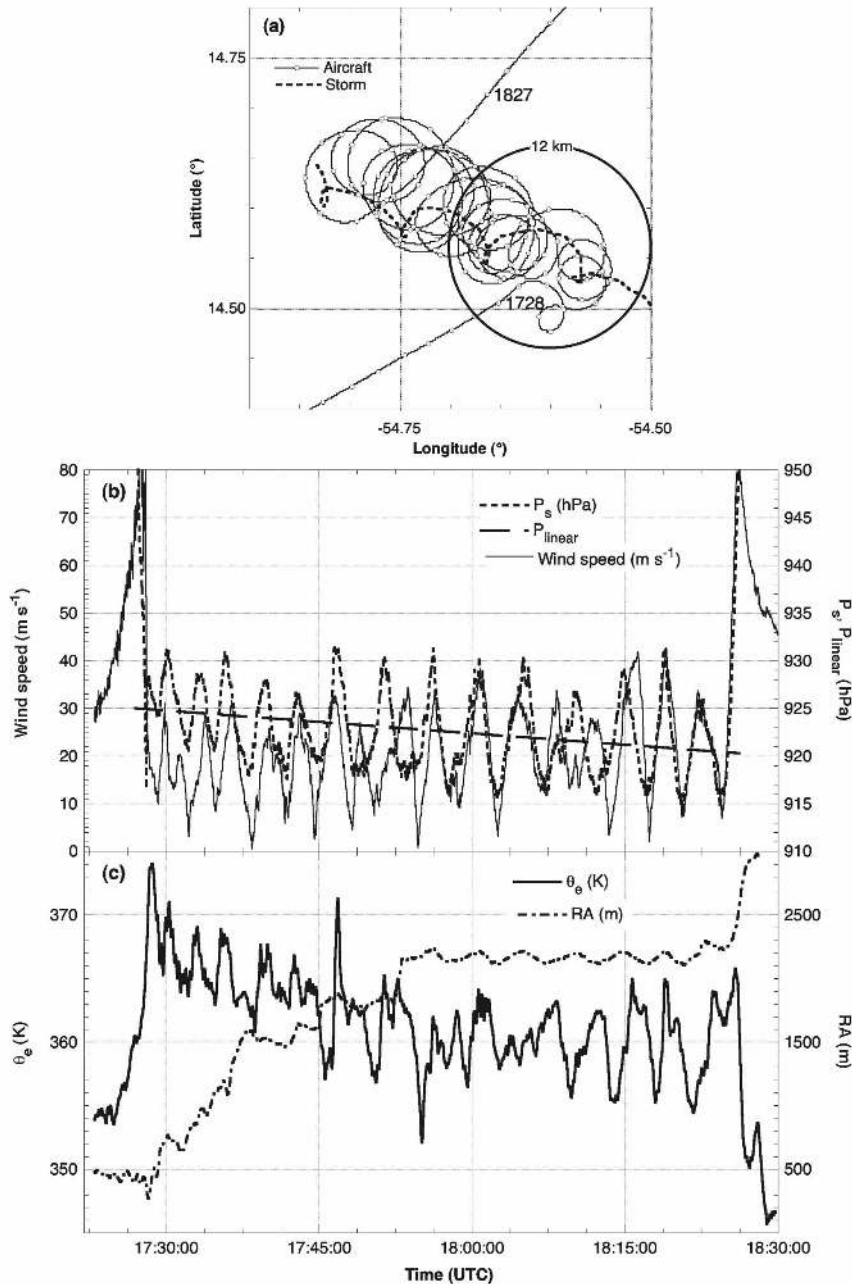 (a)
14.75
Aircraft
Storm
1827
12 km
Latitude (°)
14.50
1728
-54.75
-54.50
Longitude (°)
(b)
80
950
P_s (hPa)
P_linear
Wind speed (m s⁻¹)
70
945
60
940
50
935
40
930
30
925
20
920
10
915
0
910
Wind speed (m s⁻¹)
P_s, P_linear (hPa)
(c)
θ_e (K)
RA (m)
370
2500
360
1500
350
500
θ_e (K)
RA (m)
17:30:00
17:45:00
18:00:00
18:15:00
18:30:00
Time (UTC)